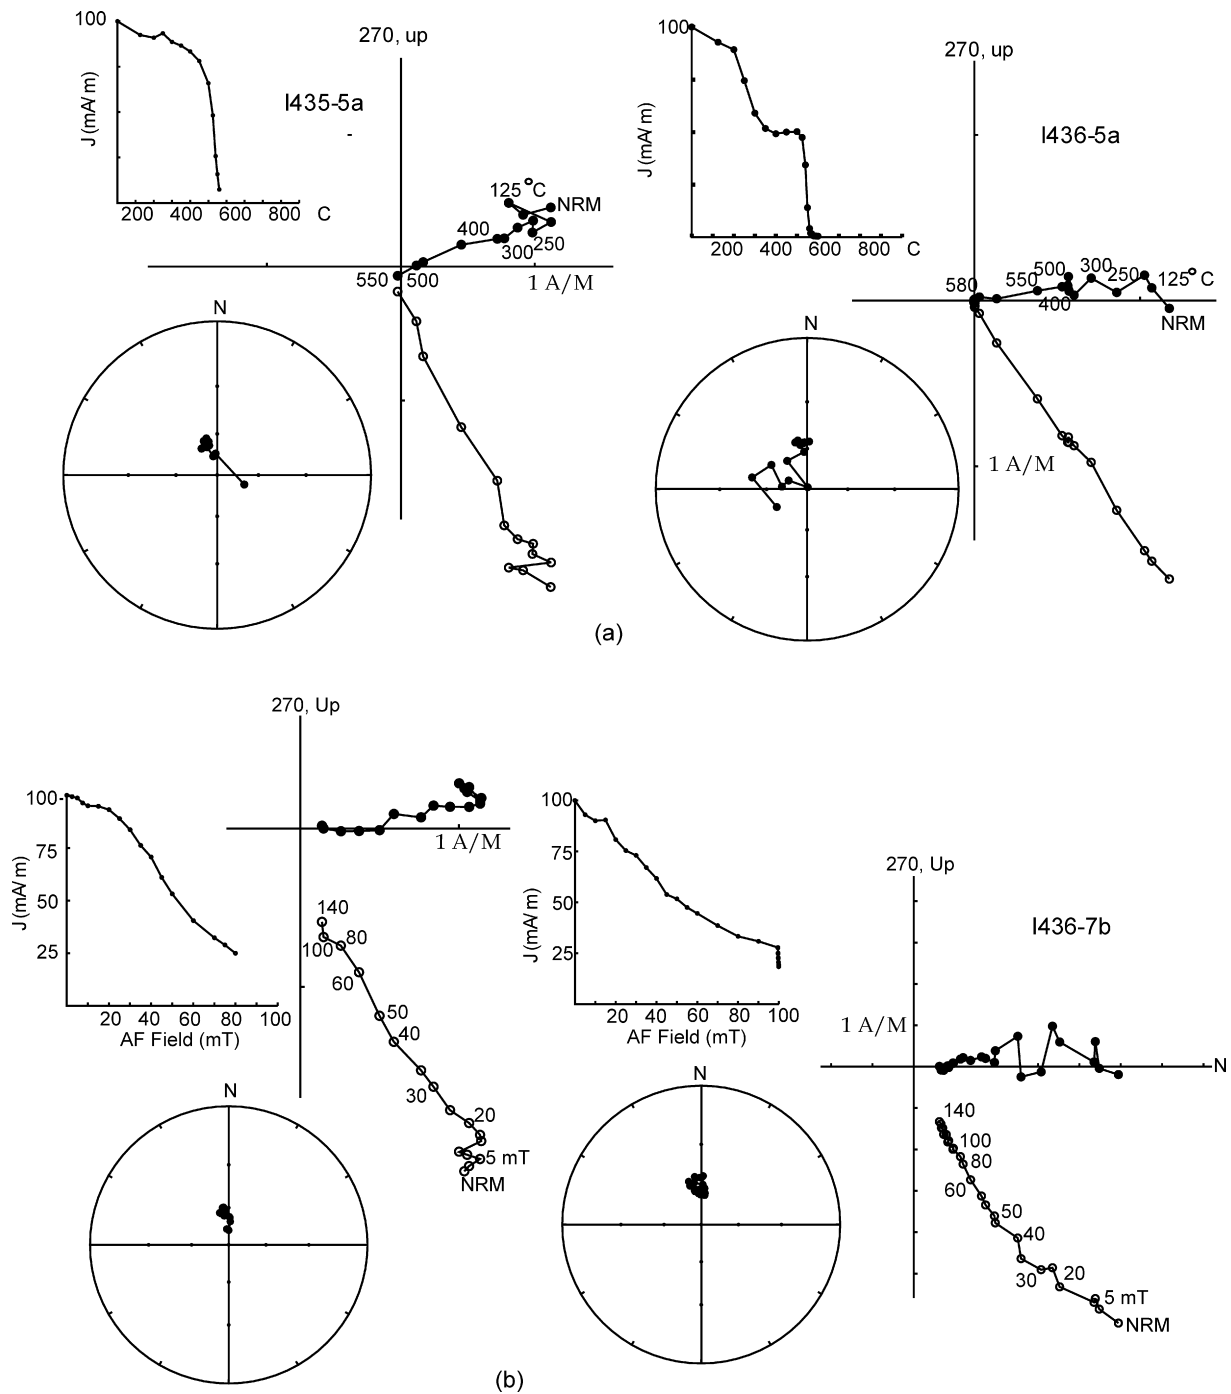 100
J (mA/m)
200 400 600 800 C
I435-5a
270, up
125°C
NRM
400
300
250
550
500
1 A/M
N
100
J (mA/m)
200 400 600 800 C
270, up
I436-5a
580
550
500
400
300
250
125°C
NRM
1 A/M
N
(a)
100
75
50
25
J (mA/m)
20 40 60 80 100
AF Field (mT)
270, Up
1 A/M
140
100
80
60
50
40
30
20
5 mT
NRM
N
100
75
50
25
J (mA/m)
20 40 60 80 100
AF Field (mT)
270, Up
I436-7b
1 A/M
N
140
100
80
60
50
40
30
20
5 mT
NRM
N
(b)